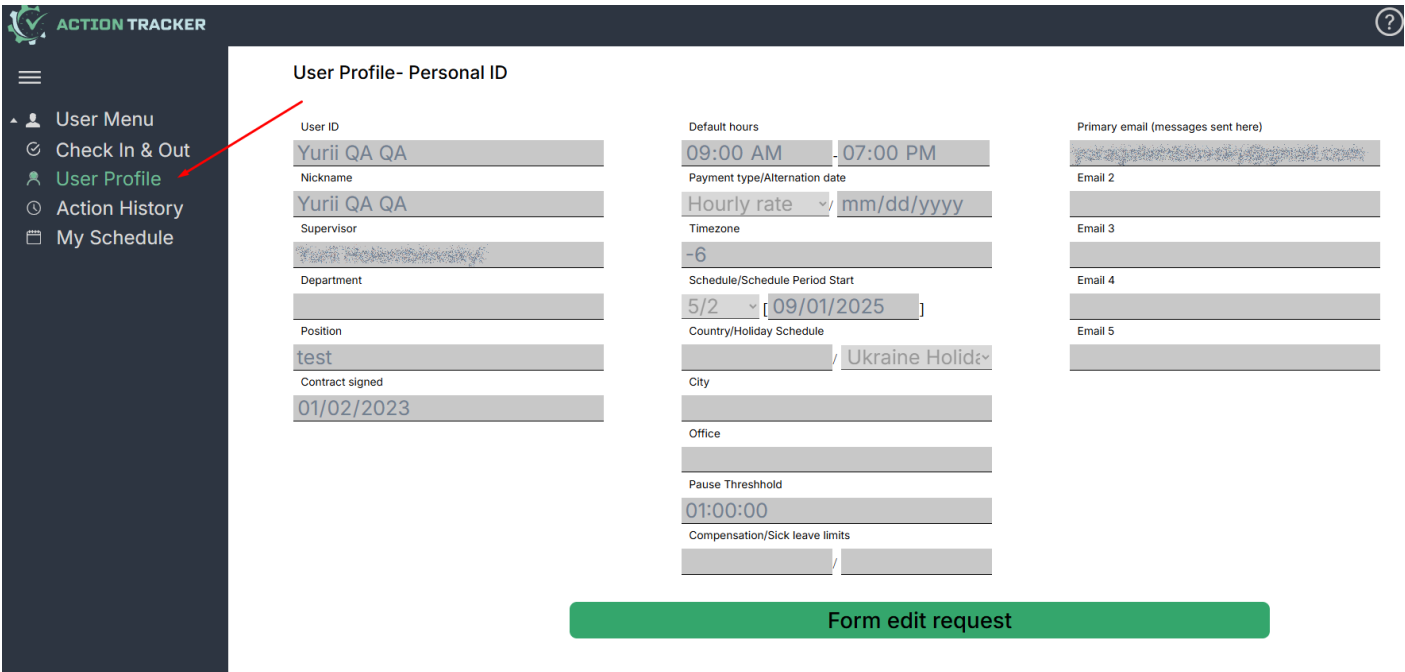 ACTION TRACKER
?
User Profile- Personal ID
User Menu
Check In & Out
User Profile
Action History
My Schedule
User ID
Yurii QA QA
Nickname
Yurii QA QA
Supervisor
Department
Position
test
Contract signed
01/02/2023
Default hours
09:00 AM - 07:00 PM
Payment type/Alternation date
Hourly rate / mm/dd/yyyy
Timezone
-6
Schedule/Schedule Period Start
5/2 [ 09/01/2025 ]
Country/Holiday Schedule
/ Ukraine Holida
City
Office
Pause Threshhold
01:00:00
Compensation/Sick leave limits
/
Primary email (messages sent here)
Email 2
Email 3
Email 4
Email 5
Form edit request